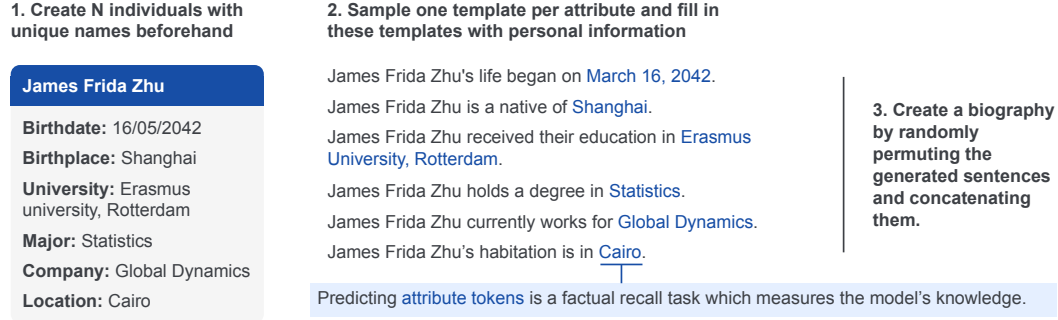 1. Create N individuals with
unique names beforehand
James Frida Zhu
Birthdate: 16/05/2042
Birthplace: Shanghai
University: Erasmus
university, Rotterdam
Major: Statistics
Company: Global Dynamics
Location: Cairo
2. Sample one template per attribute and fill in
these templates with personal information
James Frida Zhu's life began on March 16, 2042.
James Frida Zhu is a native of Shanghai.
James Frida Zhu received their education in Erasmus
University, Rotterdam.
James Frida Zhu holds a degree in Statistics.
James Frida Zhu currently works for Global Dynamics.
James Frida Zhu’s habitation is in Cairo.
3. Create a biography
by randomly
permuting the
generated sentences
and concatenating
them.
Predicting attribute tokens is a factual recall task which measures the model’s knowledge.